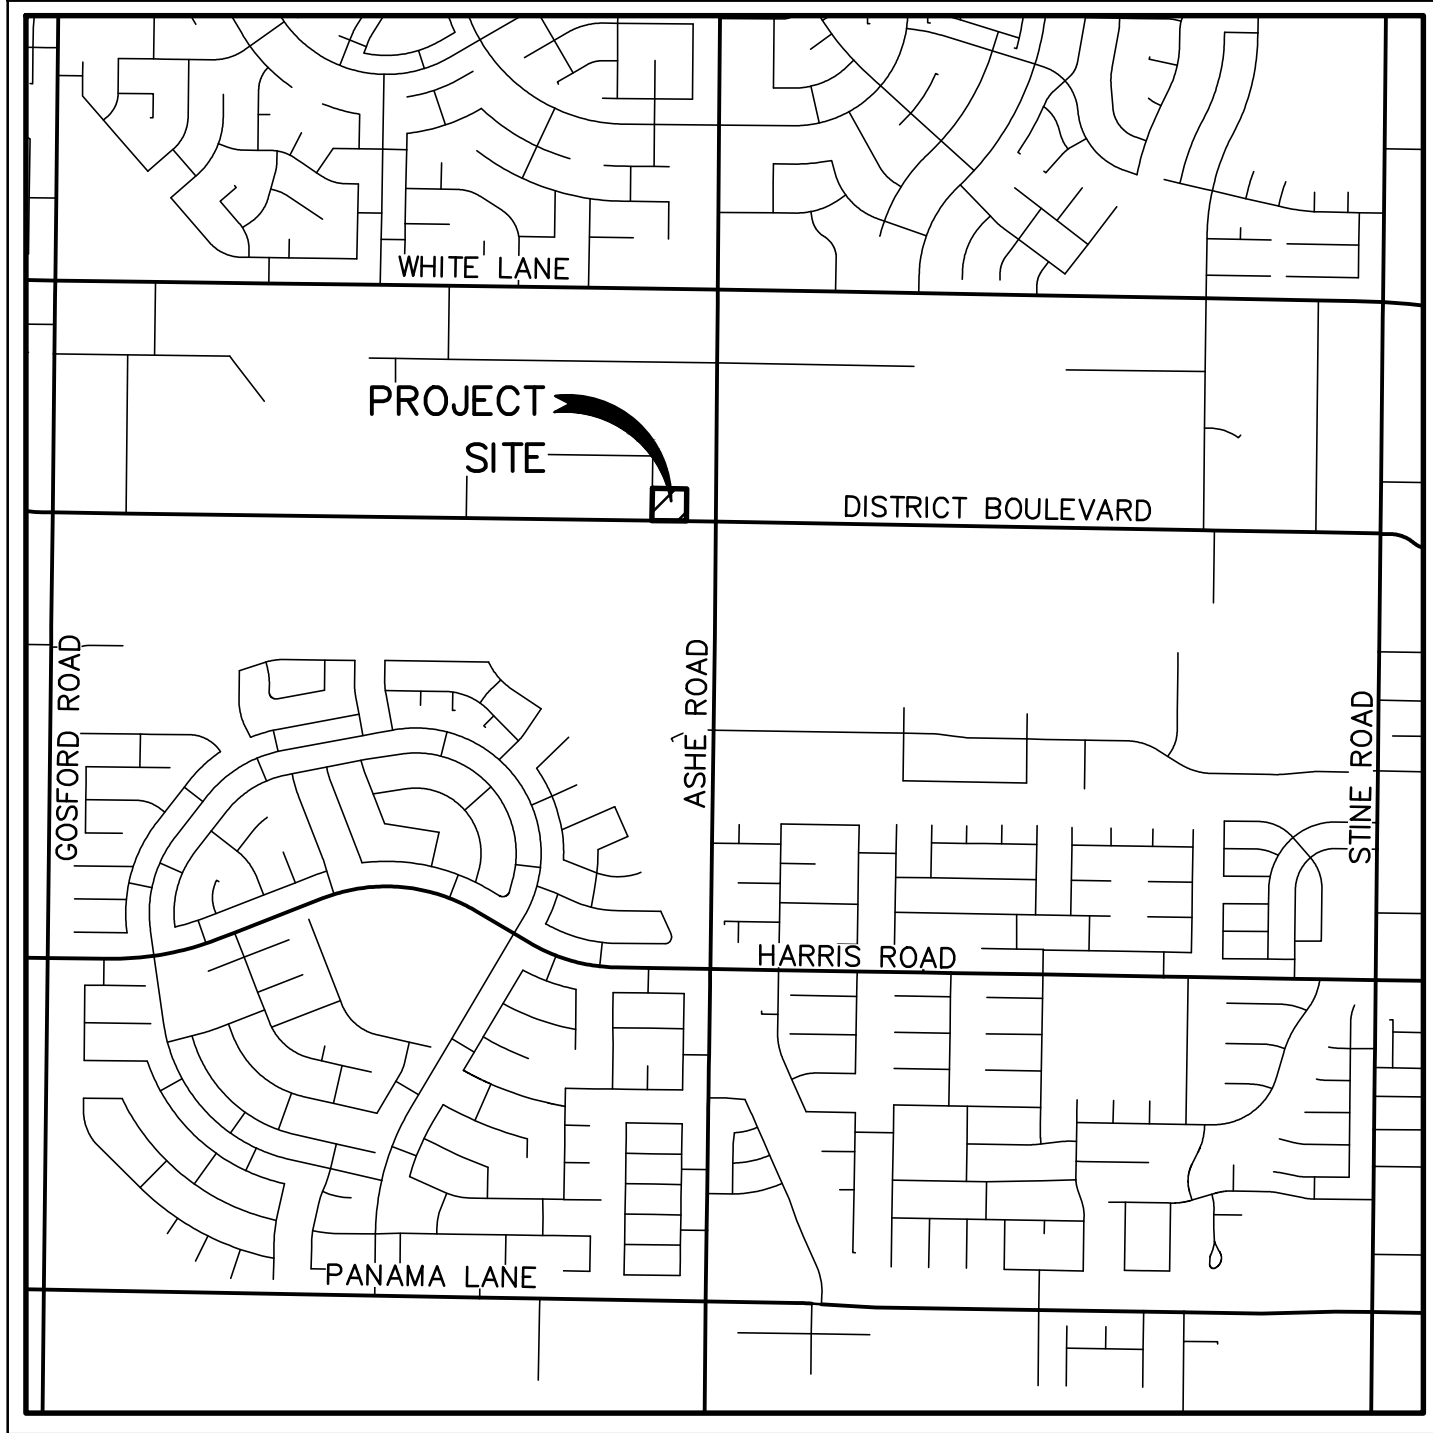 WHITE LANE
PROJECT
SITE
DISTRICT BOULEVARD
GOSFORD ROAD
ASHE ROAD
STINE ROAD
HARRIS ROAD
PANAMA LANE